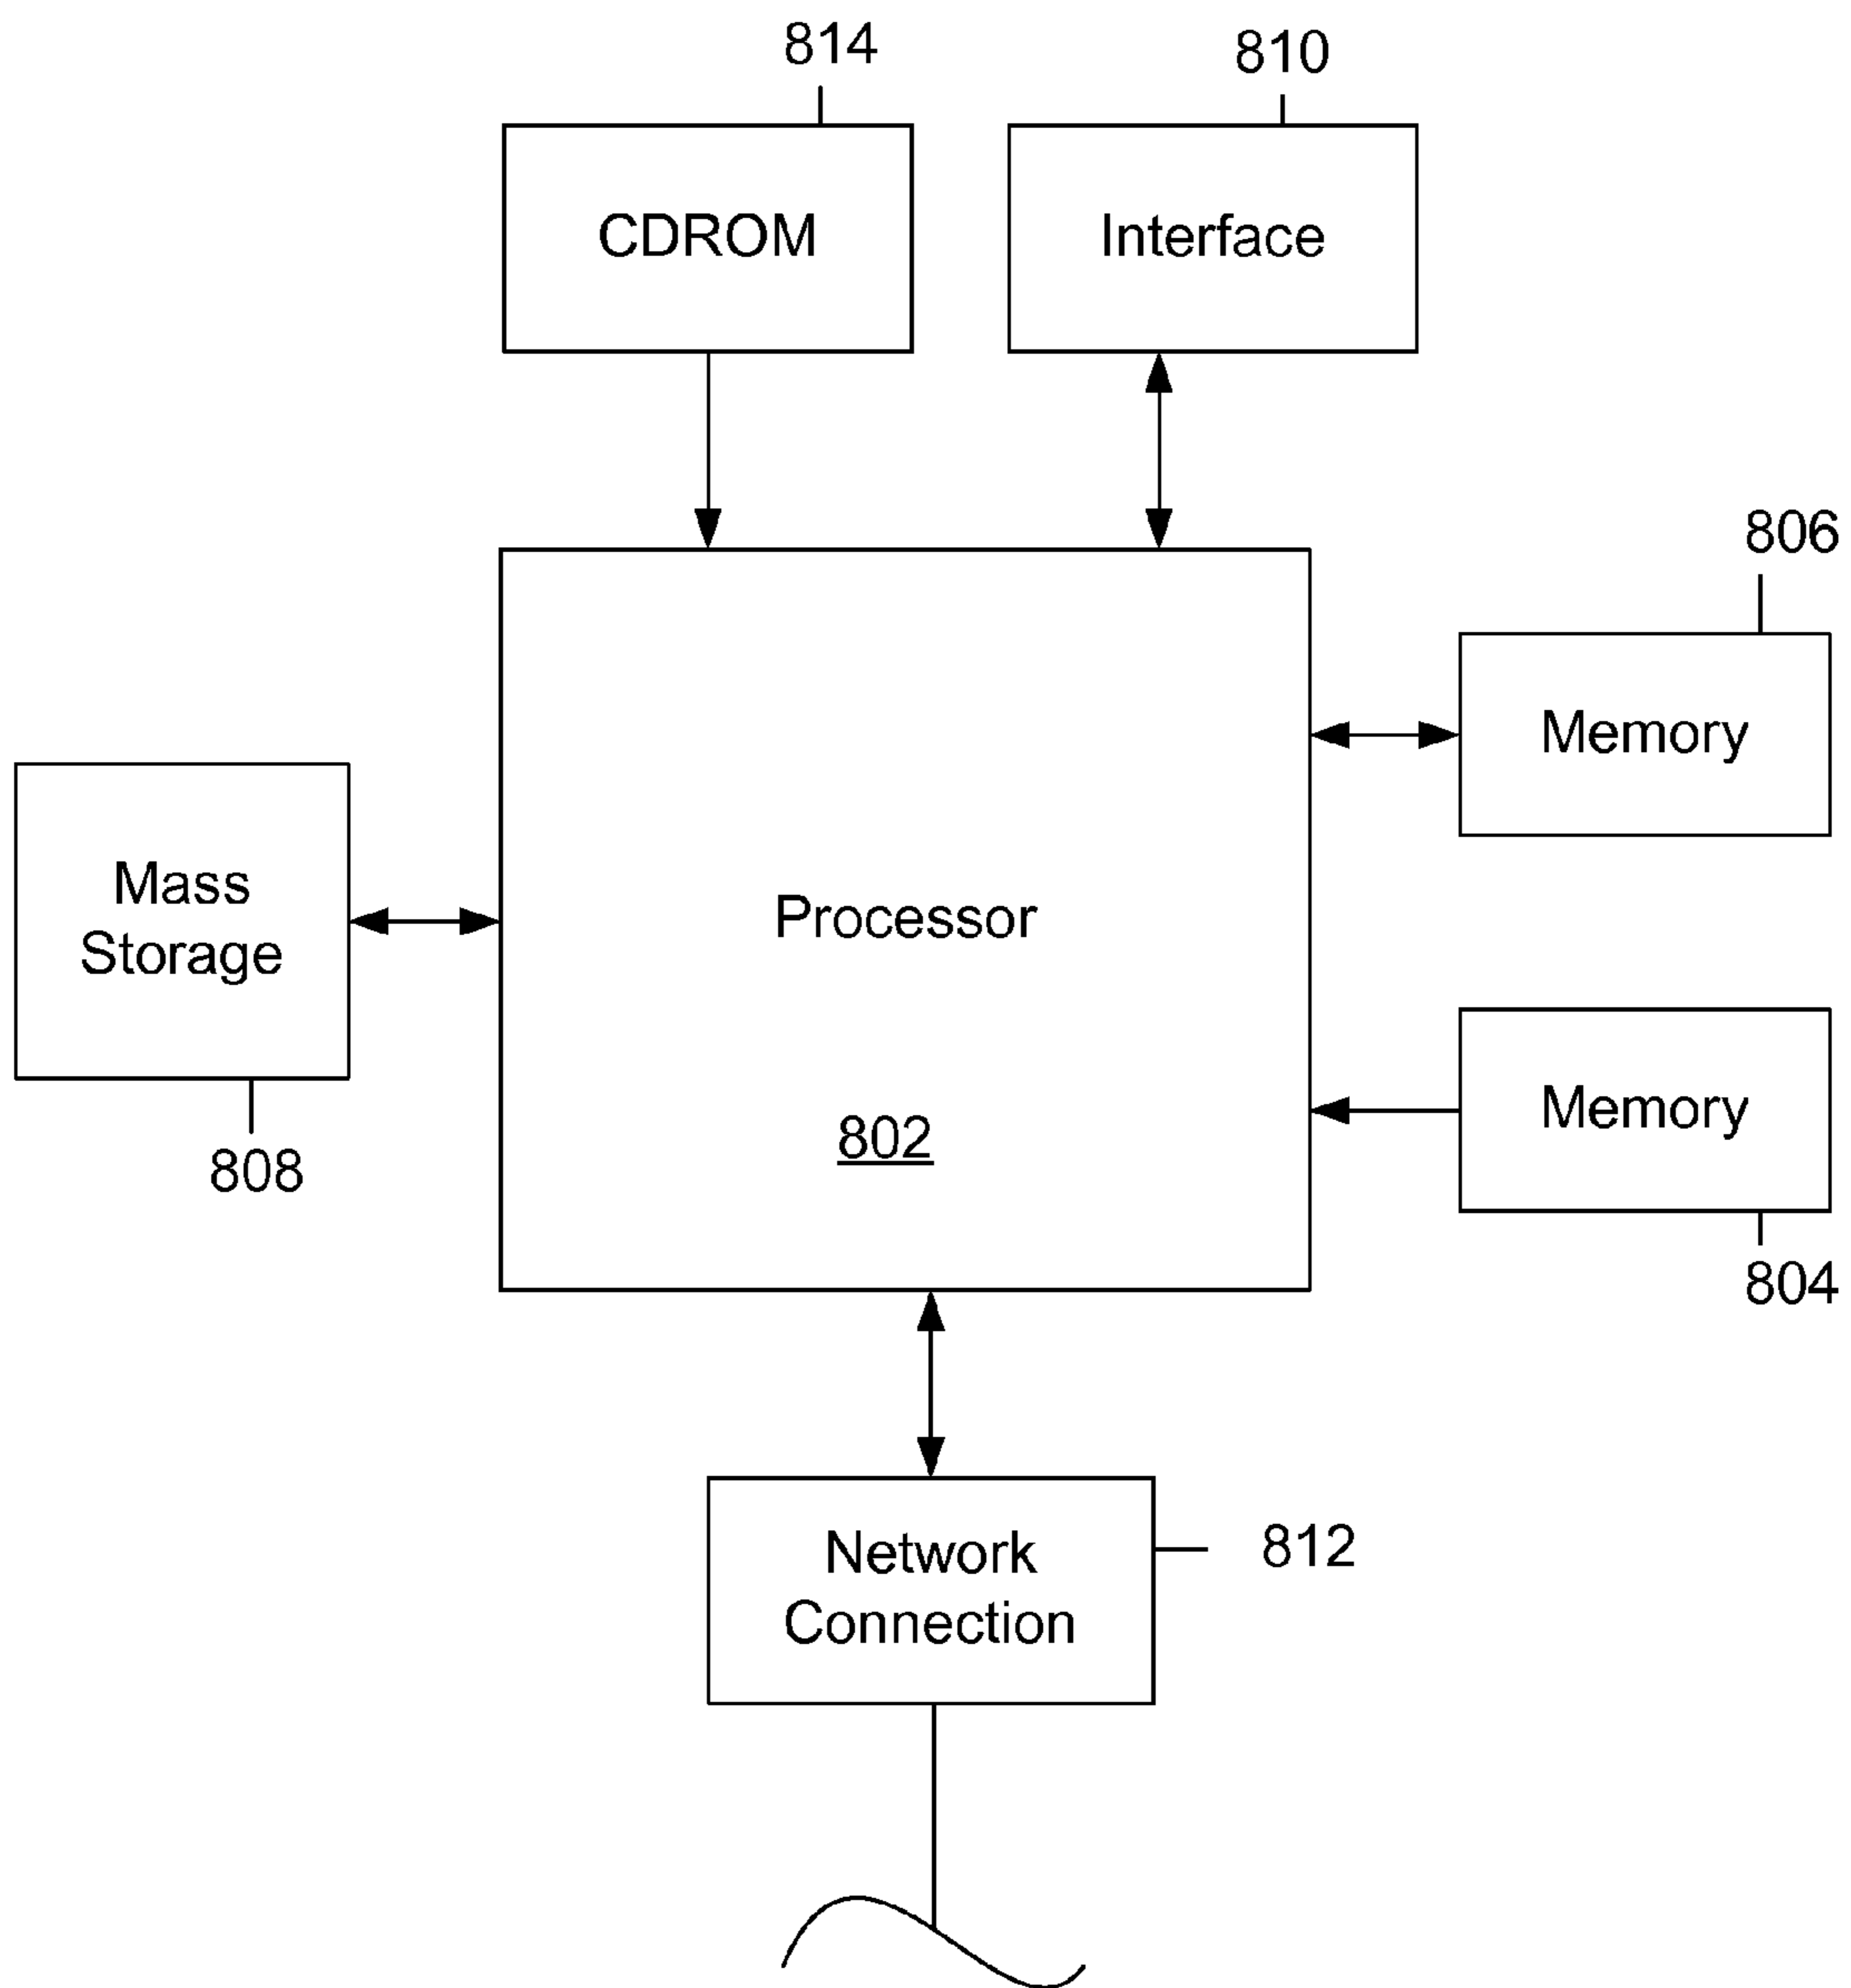 814
810
CDROM
Interface
806
Memory
Mass
Storage
808
Processor
802
Memory
804
Network
Connection
812